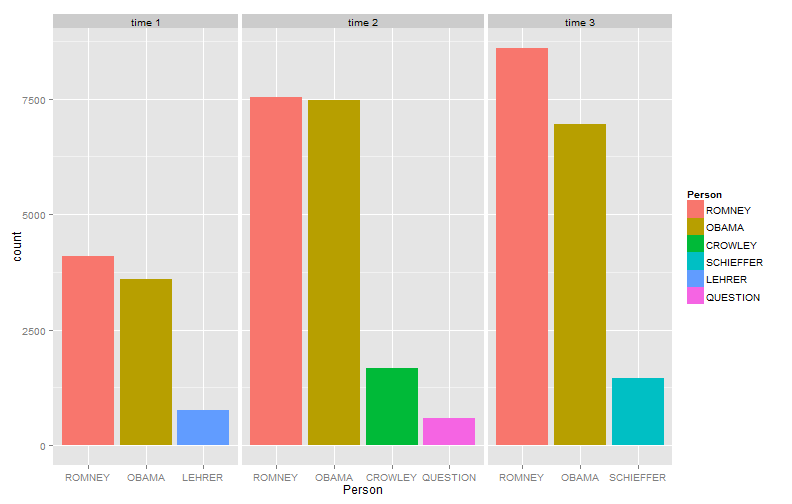 time 1
time 2
time 3
7500
5000
2500
0
count
ROMNEY
OBAMA
LEHRER
ROMNEY
OBAMA
CROWLEY
QUESTION
ROMNEY
OBAMA
SCHIEFFER
Person
Person
ROMNEY
OBAMA
CROWLEY
SCHIEFFER
LEHRER
QUESTION